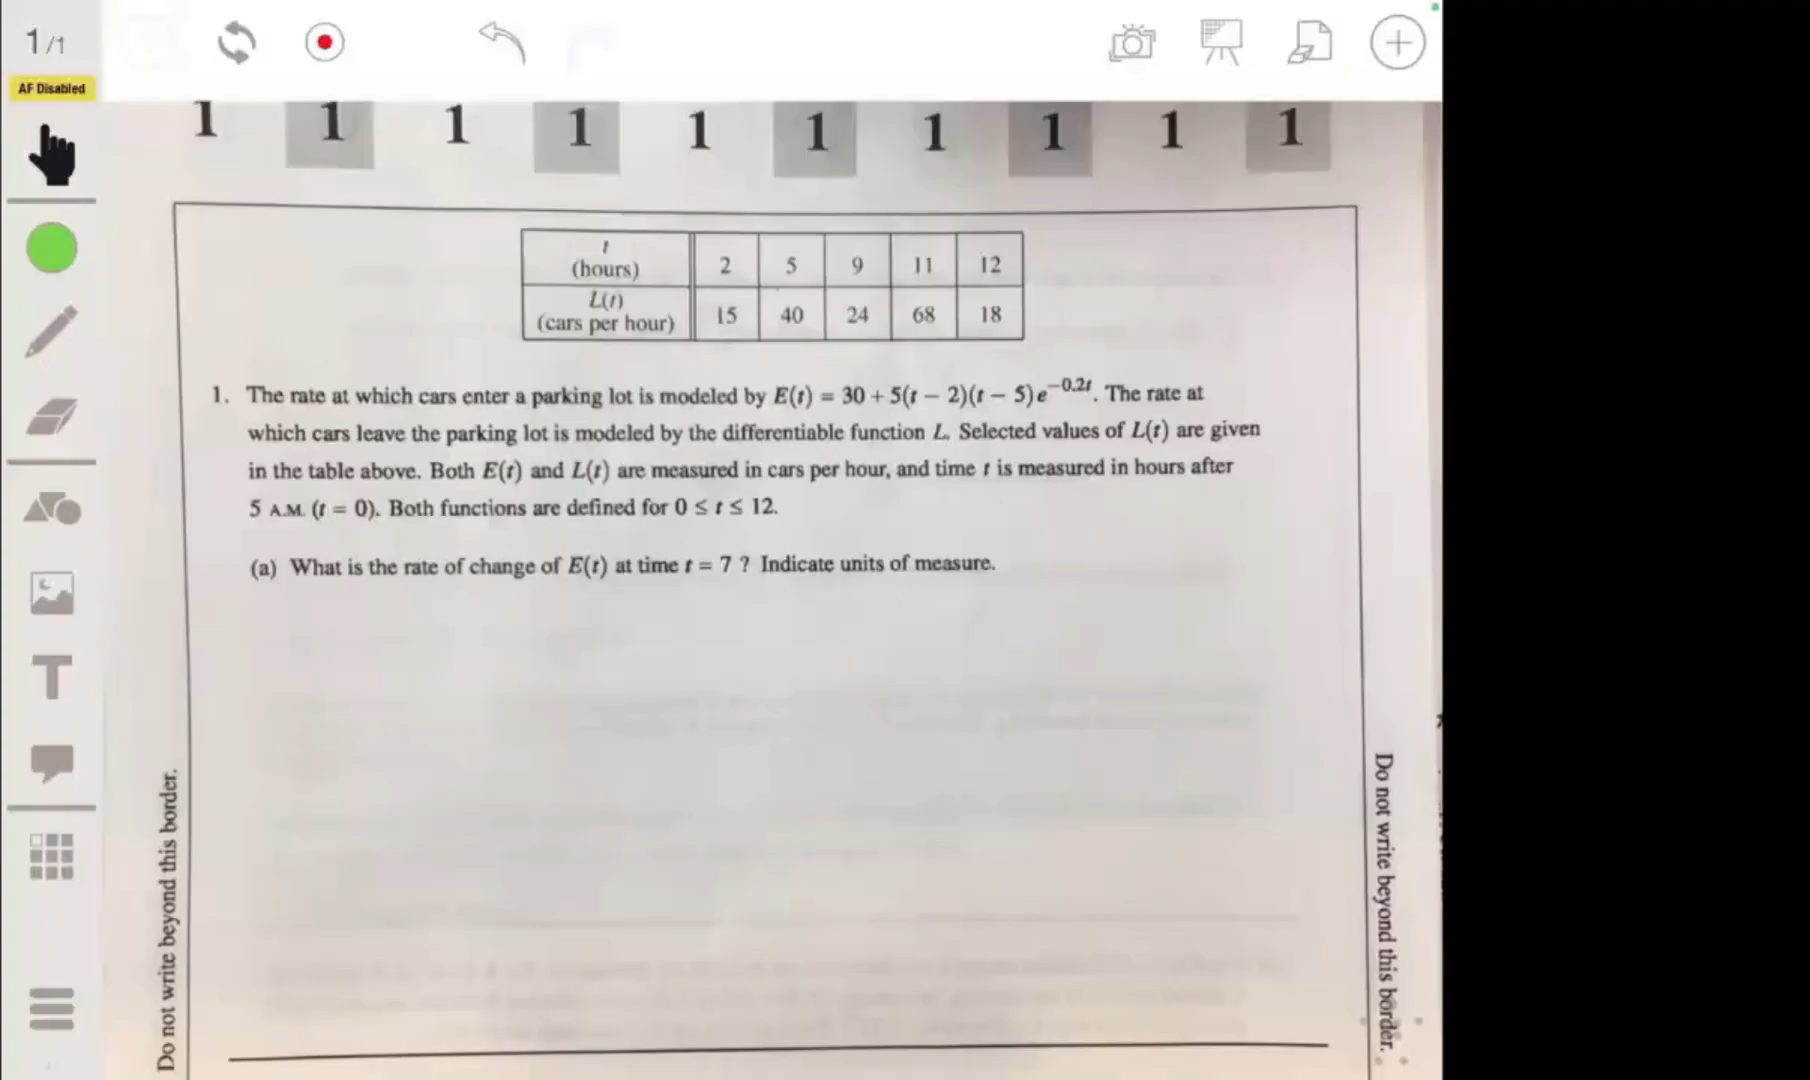 1/1
AF Disabled
1 1 1 1 1 1 1 1 1 1
t (hours) 2 5 9 11 12
L(t) (cars per hour) 15 40 24 68 18
1. The rate at which cars enter a parking lot is modeled by E(t) = 30 + 5(t − 2)(t − 5)e^−0.2t. The rate at
which cars leave the parking lot is modeled by the differentiable function L. Selected values of L(t) are given
in the table above. Both E(t) and L(t) are measured in cars per hour, and time t is measured in hours after
5 A.M. (t = 0). Both functions are defined for 0 ≤ t ≤ 12.
(a) What is the rate of change of E(t) at time t = 7 ? Indicate units of measure.
Do not write beyond this border.
Do not write beyond this border.
T